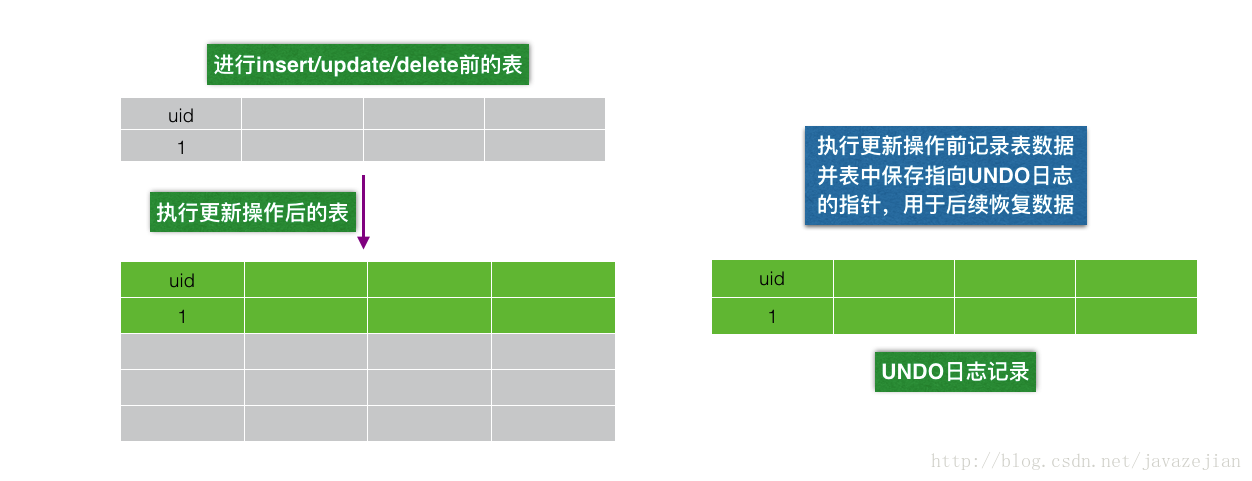 进行insert/update/delete前的表
uid
1
执行更新操作后的表
uid
1
执行更新操作前记录表数据
并表中保存指向UNDO日志
的指针，用于后续恢复数据
uid
1
UNDO日志记录
http://blog.csdn.net/javazejian